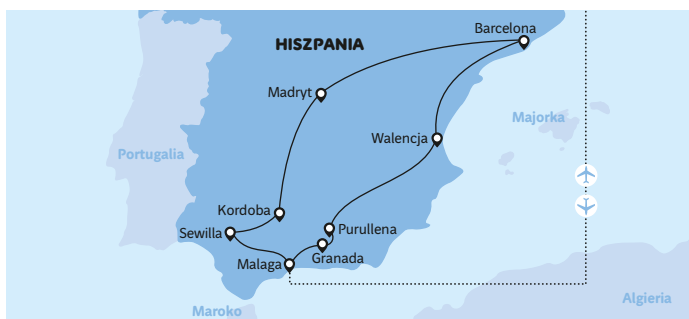 Barcelona
HISZPANIA
Madryt
Majorka
Walencja
Portugalia
Kordoba
Sewilla
Purullena
Granada
Malaga
Algieria
Maroko